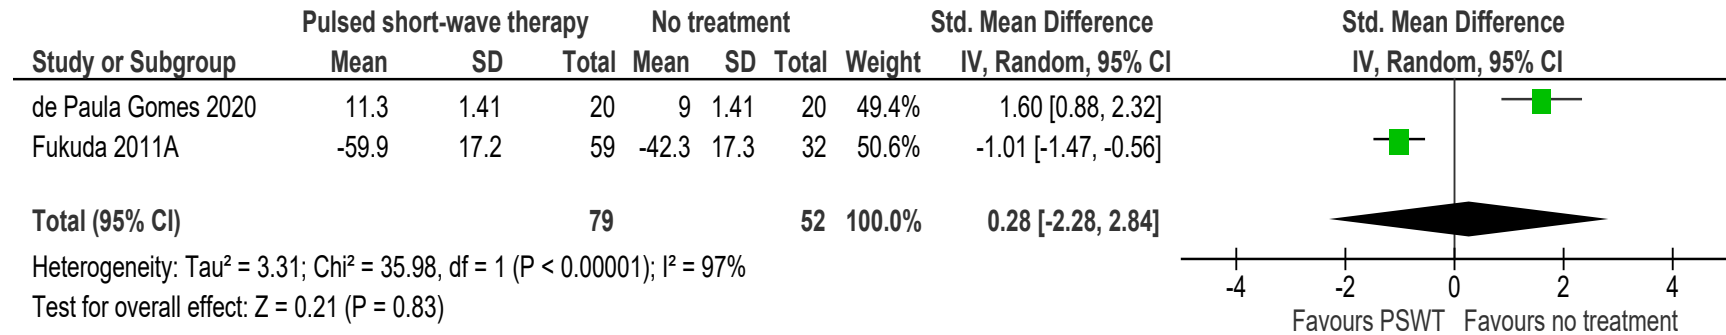 Pulsed short-wave therapy No treatment Std. Mean Difference Std. Mean Difference
Study or Subgroup Mean SD Total Mean SD Total Weight IV, Random, 95% CI IV, Random, 95% CI
de Paula Gomes 2020 11.3 1.41 20 9 1.41 20 49.4% 1.60 [0.88, 2.32]
Fukuda 2011A -59.9 17.2 59 -42.3 17.3 32 50.6% -1.01 [-1.47, -0.56]
Total (95% CI) 79 52 100.0% 0.28 [-2.28, 2.84]
Heterogeneity: Tau² = 3.31; Chi² = 35.98, df = 1 (P < 0.00001); I² = 97%
Test for overall effect: Z = 0.21 (P = 0.83)
-4 -2 0 2 4
Favours PSWT Favours no treatment